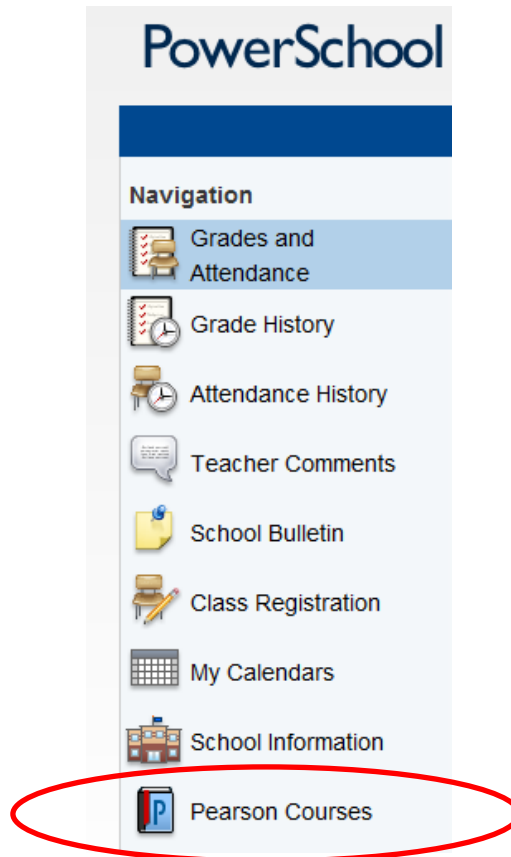 PowerSchool
Navigation
Grades and
Attendance
Grade History
Attendance History
Teacher Comments
School Bulletin
Class Registration
My Calendars
School Information
P
Pearson Courses